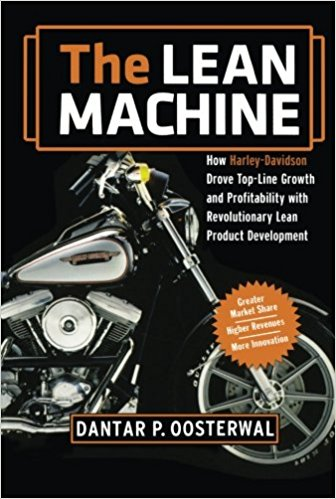 The LEAN
MACHINE
How Harley-Davidson
Drove Top-Line Growth
and Profitability with
Revolutionary Lean
Product Development
Greater
Market Share
Higher Revenues
More Innovation
DANTAR P. OOSTERWAL